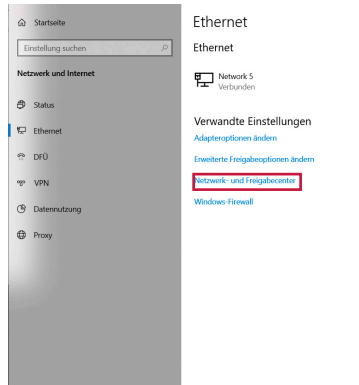 Startseite
Einstellung suchen
Netzwerk und Internet
Status
Ethernet
DFÜ
VPN
Datennutzung
Proxy
Ethernet
Ethernet
Network 5
Verbunden
Verwandte Einstellungen
Adapteroptionen ändern
Erweiterte Freigabeoptionen ändern
Netzwerk- und Freigabecenter
Windows-Firewall